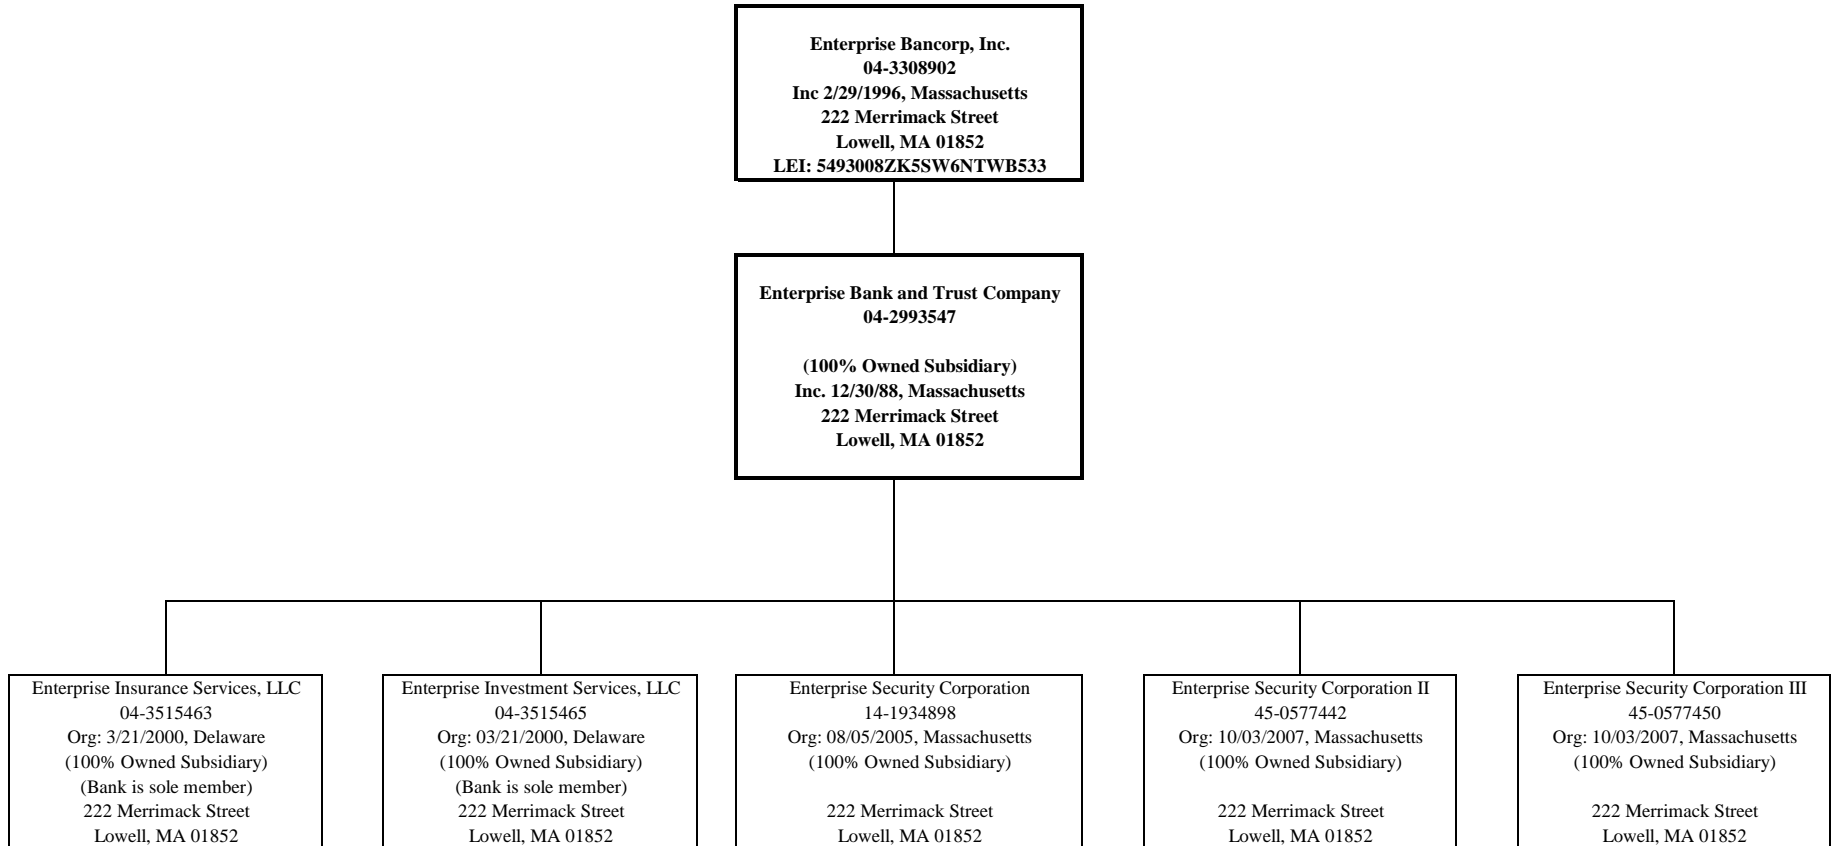 Enterprise Bancorp, Inc.
04-3308902
Inc 2/29/1996, Massachusetts
222 Merrimack Street
Lowell, MA 01852
LEI: 5493008ZK5SW6NTWB533
Enterprise Bank and Trust Company
04-2993547
(100% Owned Subsidiary)
Inc. 12/30/88, Massachusetts
222 Merrimack Street
Lowell, MA 01852
Enterprise Insurance Services, LLC
04-3515463
Org: 3/21/2000, Delaware
(100% Owned Subsidiary)
(Bank is sole member)
222 Merrimack Street
Lowell, MA 01852
Enterprise Investment Services, LLC
04-3515465
Org: 03/21/2000, Delaware
(100% Owned Subsidiary)
(Bank is sole member)
222 Merrimack Street
Lowell, MA 01852
Enterprise Security Corporation
14-1934898
Org: 08/05/2005, Massachusetts
(100% Owned Subsidiary)
222 Merrimack Street
Lowell, MA 01852
Enterprise Security Corporation II
45-0577442
Org: 10/03/2007, Massachusetts
(100% Owned Subsidiary)
222 Merrimack Street
Lowell, MA 01852
Enterprise Security Corporation III
45-0577450
Org: 10/03/2007, Massachusetts
(100% Owned Subsidiary)
222 Merrimack Street
Lowell, MA 01852